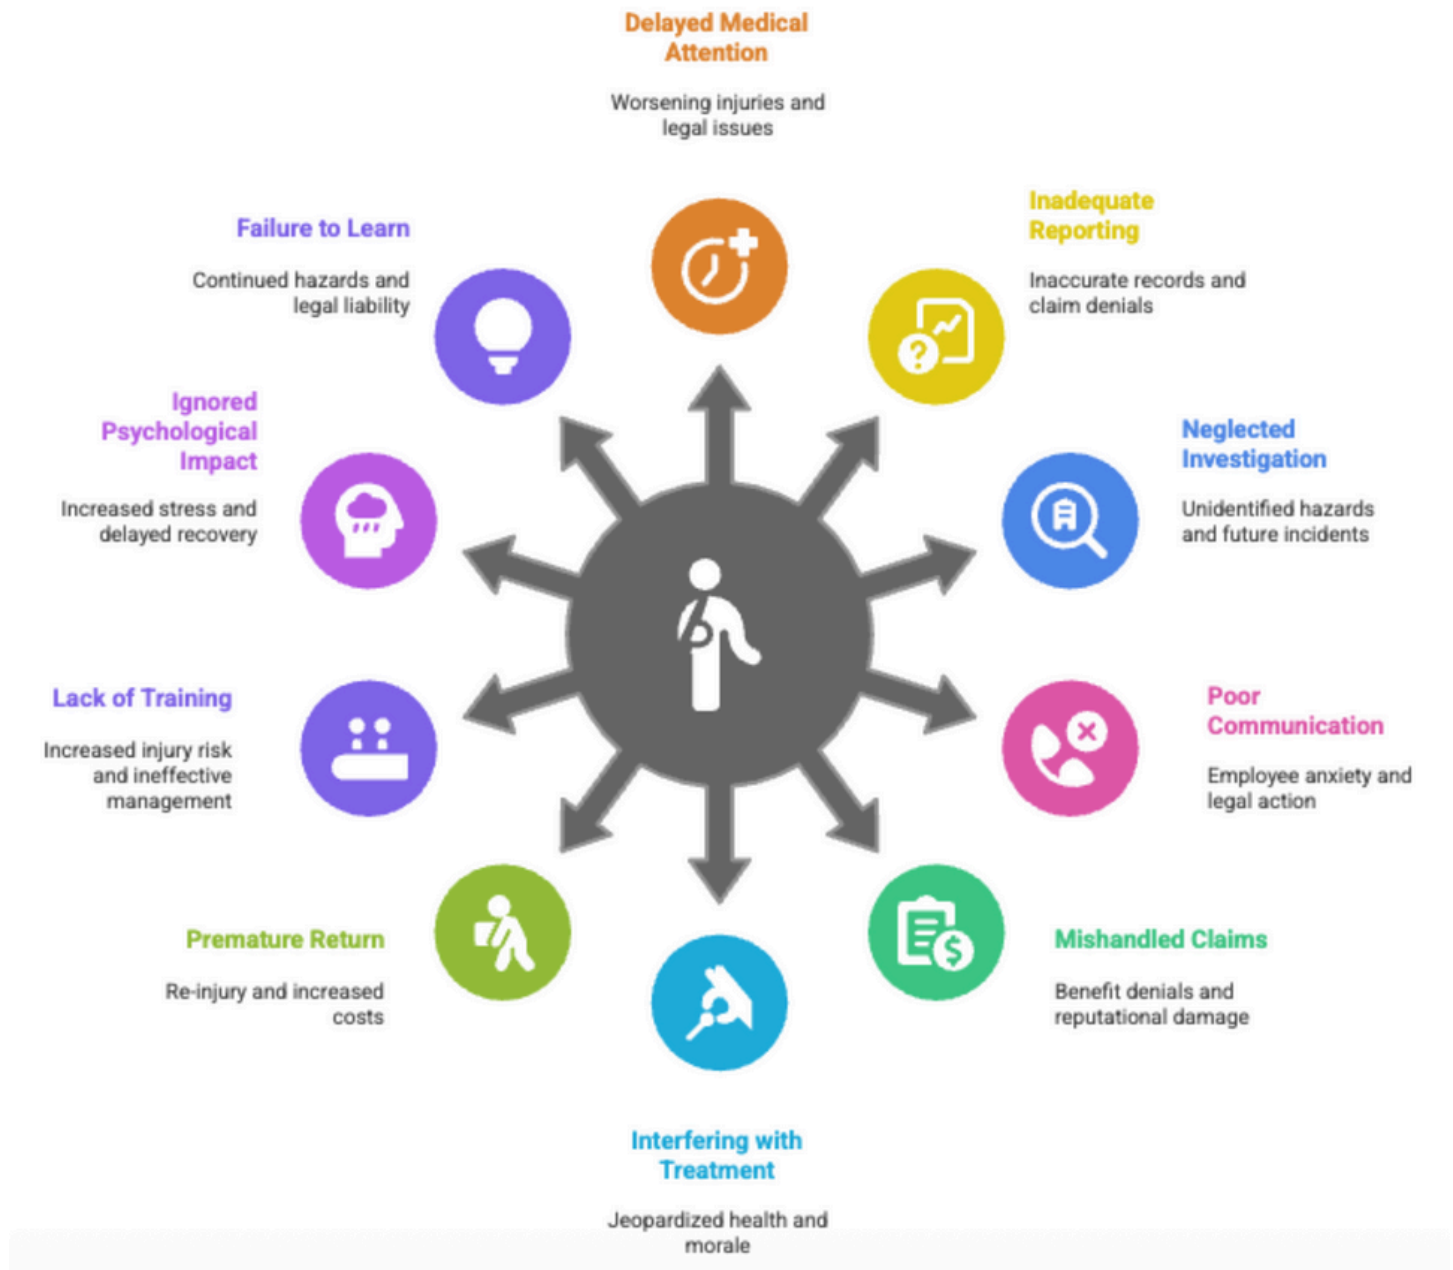 Delayed Medical
Attention
Worsening injuries and
legal issues
Inadequate
Reporting
Inaccurate records and
claim denials
Neglected
Investigation
Unidentified hazards
and future incidents
Poor
Communication
Employee anxiety and
legal action
Mishandled Claims
Benefit denials and
reputational damage
Interfering with
Treatment
Jeopardized health and
morale
Premature Return
Re-injury and increased
costs
Lack of Training
Increased injury risk
and ineffective
management
Ignored
Psychological
Impact
Increased stress and
delayed recovery
Failure to Learn
Continued hazards and
legal liability